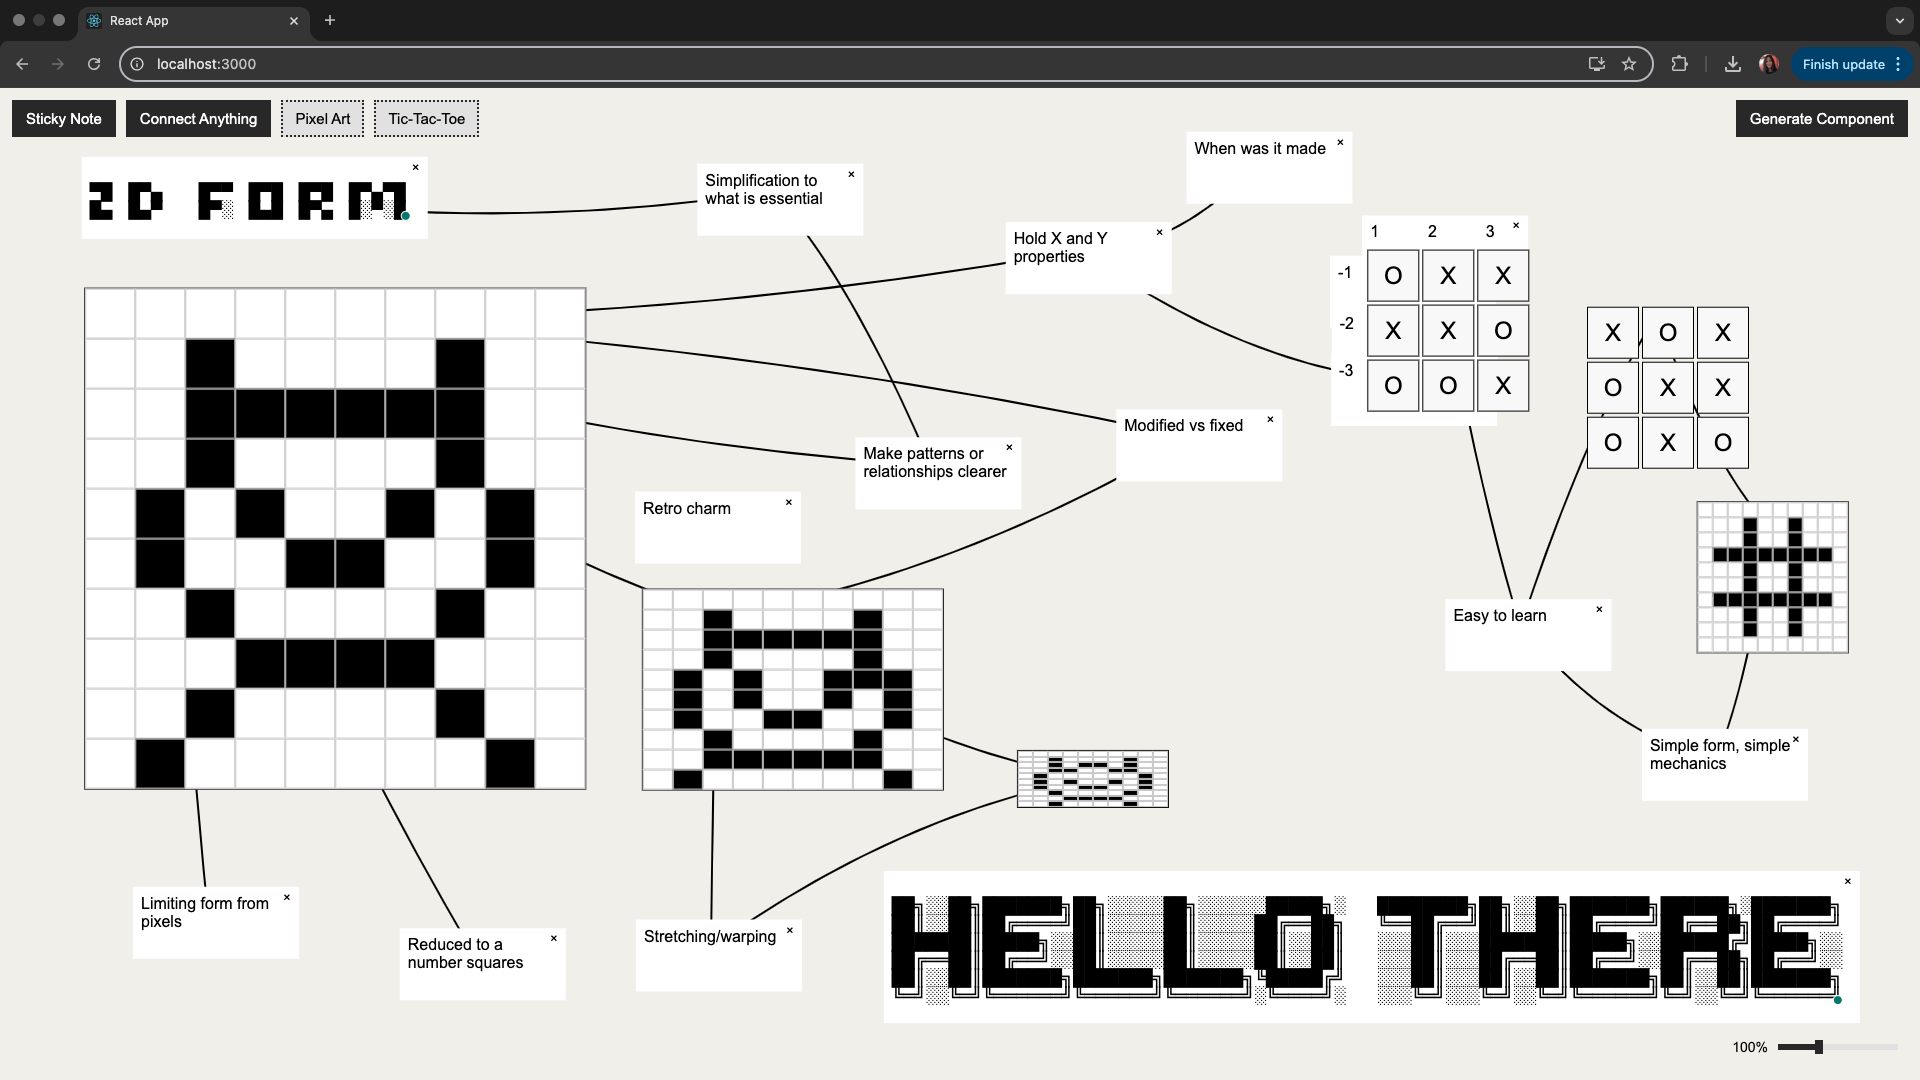 React App
localhost:3000
Finish update
Sticky Note
Connect Anything
Pixel Art
Tic-Tac-Toe
Generate Component
2D FORM
Simplification to
what is essential
When was it made
Hold X and Y
properties
1 2 3
-1 O X X
-2 X X O
-3 O O X
X O X
O X X
O X O
Modified vs fixed
Make patterns or
relationships clearer
Retro charm
Easy to learn
Simple form, simple
mechanics
Limiting form from
pixels
Reduced to a
number squares
Stretching/warping
HELLO THERE
100%